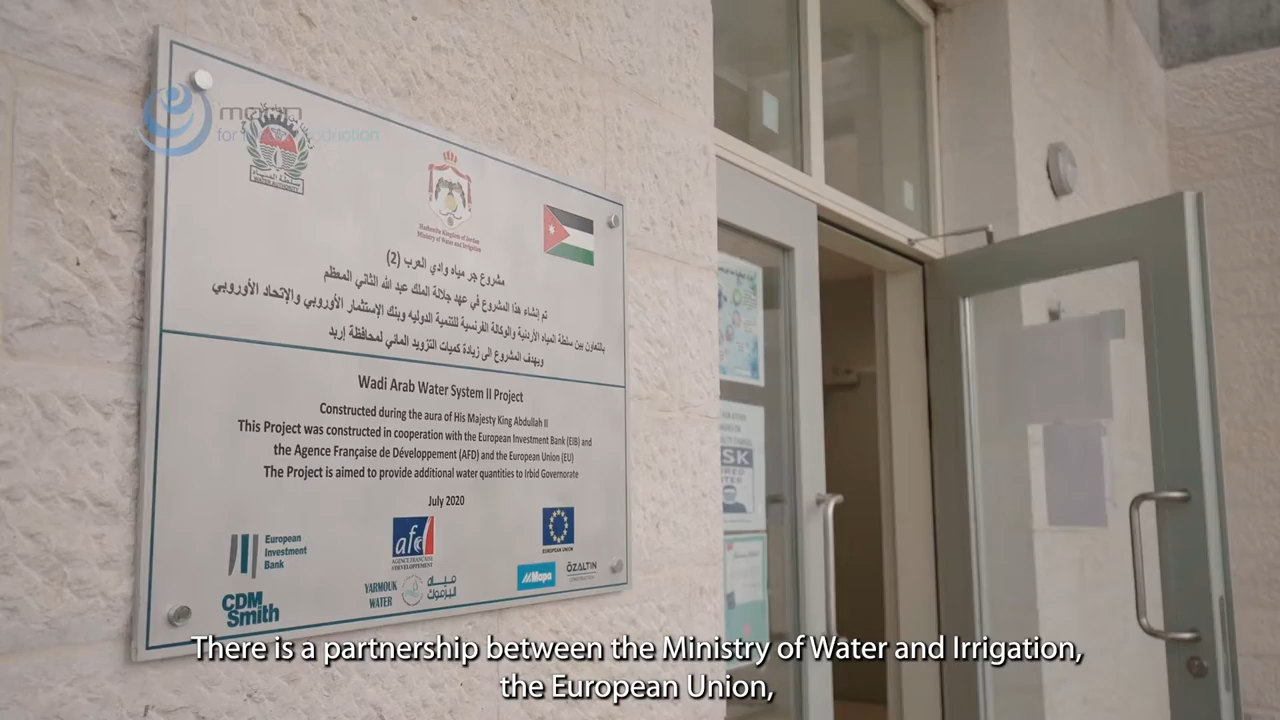 WATER AUTHORITY
Hashemite Kingdom of Jordan
Ministry of Water and Irrigation
مشروع جر مياه وادي العرب (2)
تم إنشاء هذا المشروع في عهد جلالة الملك عبد الله الثاني المعظم
بالتعاون بين سلطة المياه الأردنية والوكالة الفرنسية للتنمية الدوليه وبنك الإستثمار الأوروبي والإتحاد الأوروبي
ويهدف المشروع الى زيادة كميات التزويد المائي لمحافظة إربد
Wadi Arab Water System II Project
Constructed during the aura of His Majesty King Abdullah II
This Project was constructed in cooperation with the European Investment Bank (EIB) and
the Agence Française de Développement (AFD) and the European Union (EU)
The Project is aimed to provide additional water quantities to Irbid Governorate
July 2020
European
Investment
Bank
afd
AGENCE FRANÇAISE
DE DÉVELOPPEMENT
EUROPEAN UNION
CDM
Smith
YARMOUK
WATER
مياه
اليرموك
Mapa
ÖZALTIN
CONSTRUCTION
There is a partnership between the Ministry of Water and Irrigation,
the European Union,